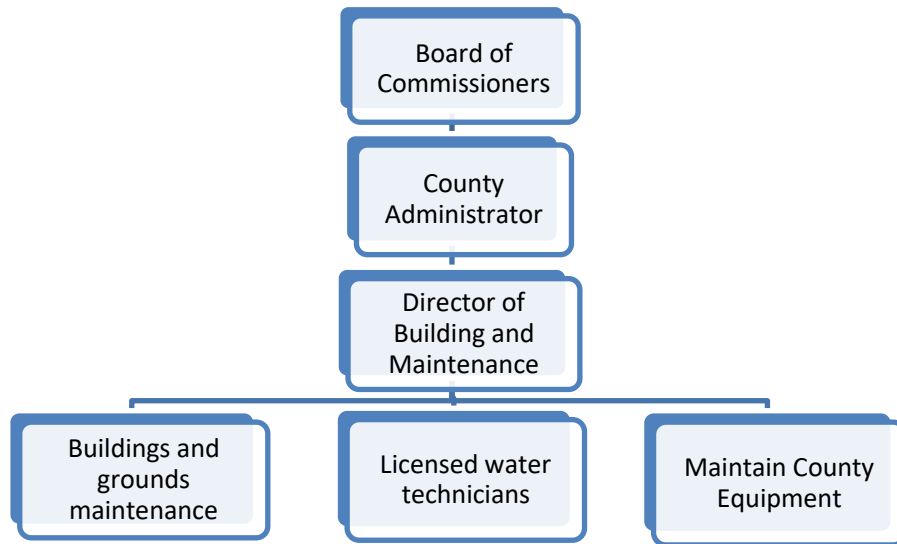 Board of
Commissioners
County
Administrator
Director of
Building and
Maintenance
Buildings and
grounds
maintenance
Licensed water
technicians
Maintain County
Equipment